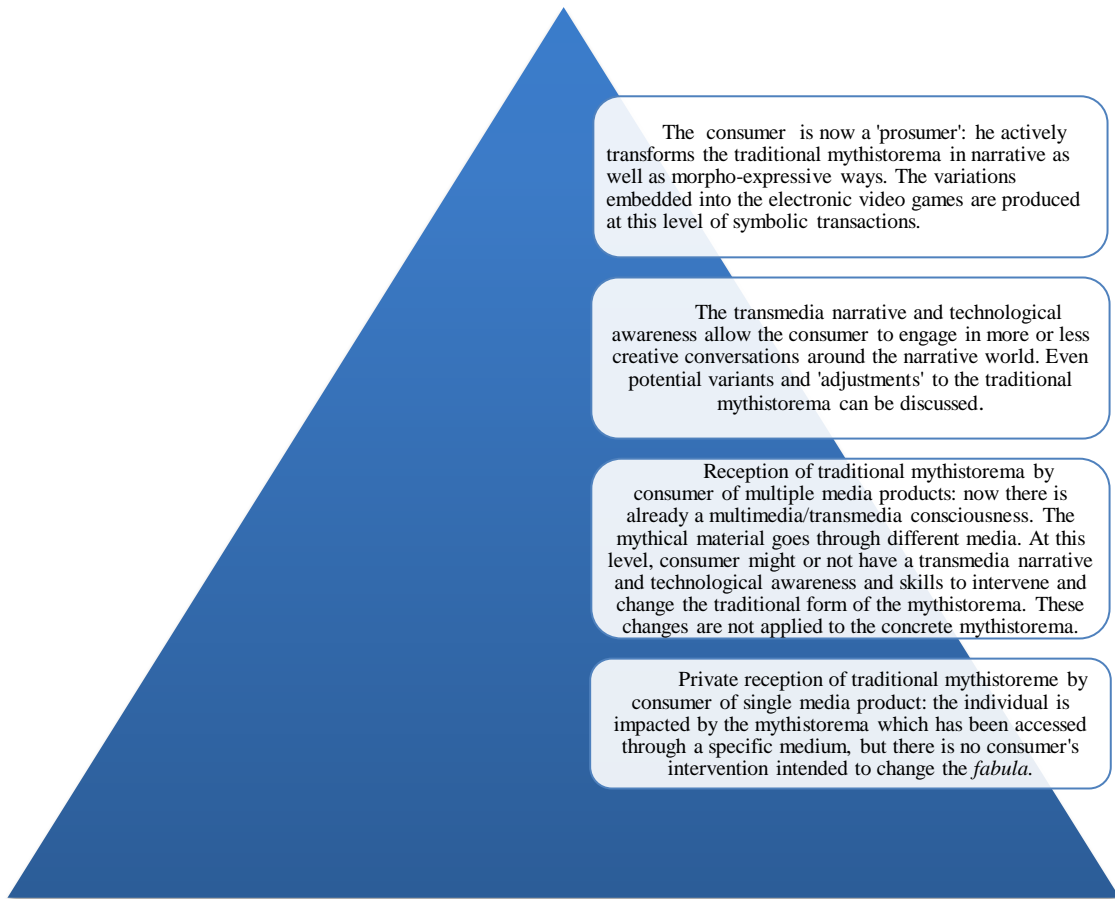 The consumer is now a 'prosumer': he actively
transforms the traditional mythistorema in narrative as
well as morpho-expressive ways. The variations
embedded into the electronic video games are produced
at this level of symbolic transactions.
The transmedia narrative and technological
awareness allow the consumer to engage in more or less
creative conversations around the narrative world. Even
potential variants and 'adjustments' to the traditional
mythistorema can be discussed.
Reception of traditional mythistorema by
consumer of multiple media products: now there is
already a multimedia/transmedia consciousness. The
mythical material goes through different media. At this
level, consumer might or not have a transmedia narrative
and technological awareness and skills to intervene and
change the traditional form of the mythistorema. These
changes are not applied to the concrete mythistorema.
Private reception of traditional mythistoreme by
consumer of single media product: the individual is
impacted by the mythistorema which has been accessed
through a specific medium, but there is no consumer's
intervention intended to change the fabula.